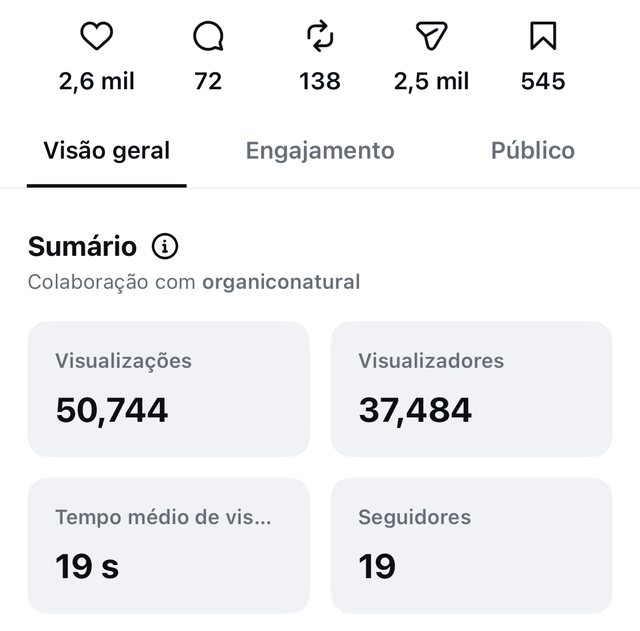 2,6 mil 72 138 2,5 mil 545
Visão geral Engajamento Público
Sumário
Colaboração com organiconatural
Visualizações Visualizadores
50,744 37,484
Tempo médio de vis... Seguidores
19 s 19